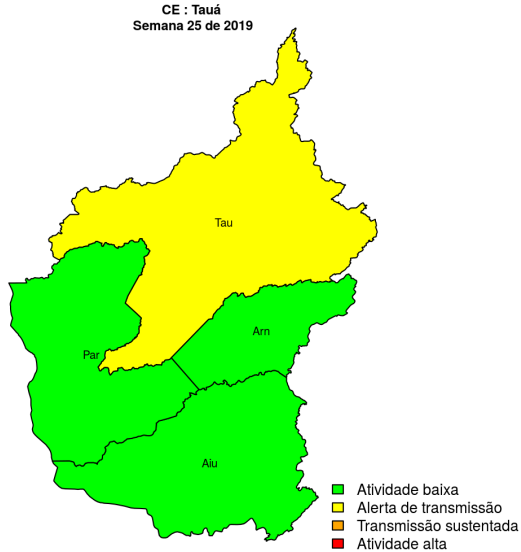 CE : Tauá
Semana 25 de 2019
Tau
Arn
Par
Aiu
Atividade baixa
Alerta de transmissão
Transmissão sustentada
Atividade alta